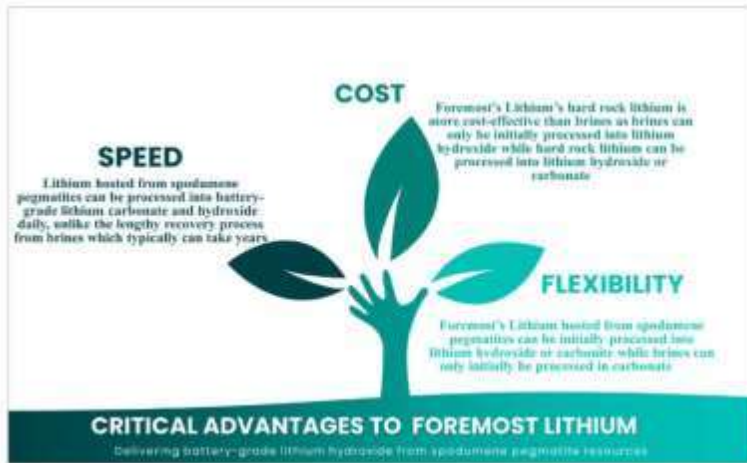 COST
Foremost's Lithium's hard rock lithium is
more cost-effective than brines as brines can
only be initially processed into lithium
hydroxide while hard rock lithium can be
processed into lithium hydroxide or
carbonate
SPEED
Lithium hosted from spodumene
pegmatites can be processed into battery-
grade lithium carbonate and hydroxide
daily, unlike the lengthy recovery process
from brines which typically can take years
FLEXIBILITY
Foremost's Lithium hosted from spodumene
pegmatites can be initially processed into
lithium hydroxide or carbonite while brines can
only initially be processed in carbonate
CRITICAL ADVANTAGES TO FOREMOST LITHIUM
Delivering battery-grade lithium hydroxide from spodumene pegmatite resources